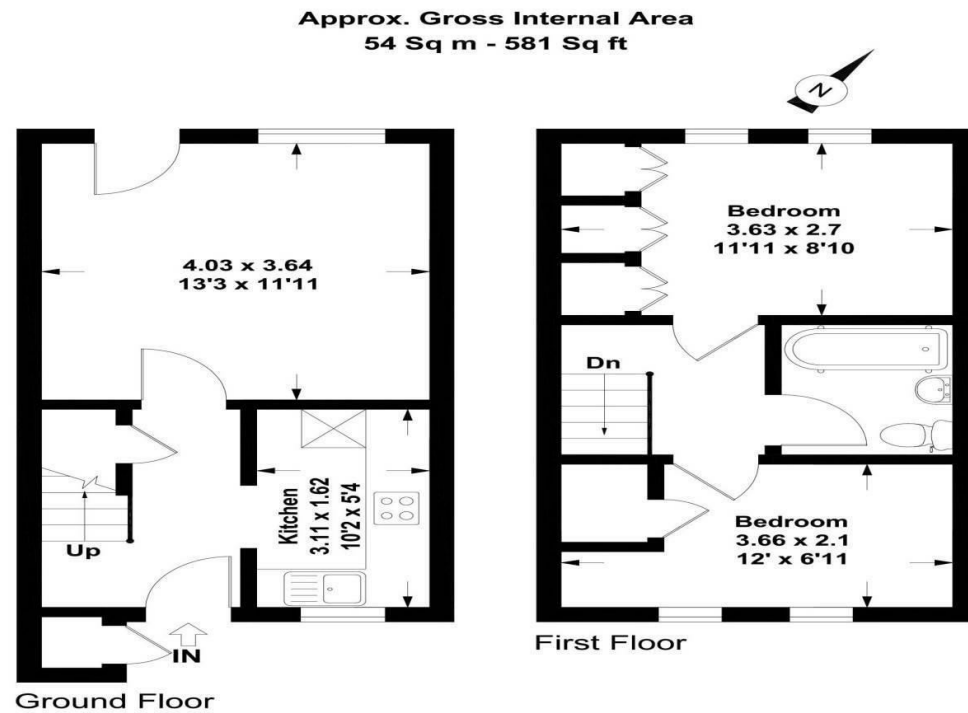 Approx. Gross Internal Area
54 Sq m - 581 Sq ft
N
4.03 x 3.64
13'3 x 11'11
Up
Kitchen
3.11 x 1.62
10'2 x 5'4
IN
Ground Floor
Bedroom
3.63 x 2.7
11'11 x 8'10
Dn
Bedroom
3.66 x 2.1
12' x 6'11
First Floor